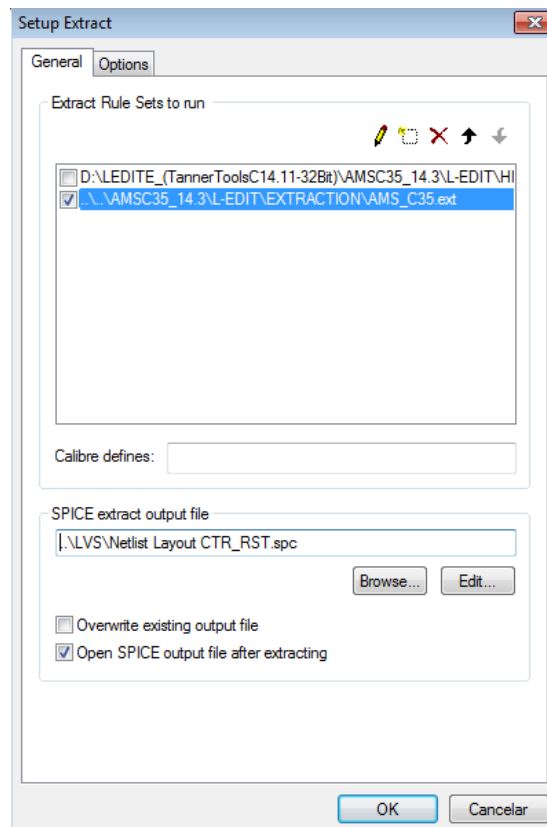 Setup Extract
General Options
Extract Rule Sets to run
D:\LEDITE_(TannerToolsC14.11-32Bit)\AMSC35_14.3\L-EDIT\HI
..\..\AMSC35_14.3\L-EDIT\EXTRACTION\AMS_C35.ext
Calibre defines:
SPICE extract output file
..\LVS\Netlist Layout CTR_RST.spc
Browse... Edit...
Overwrite existing output file
Open SPICE output file after extracting
OK Cancelar